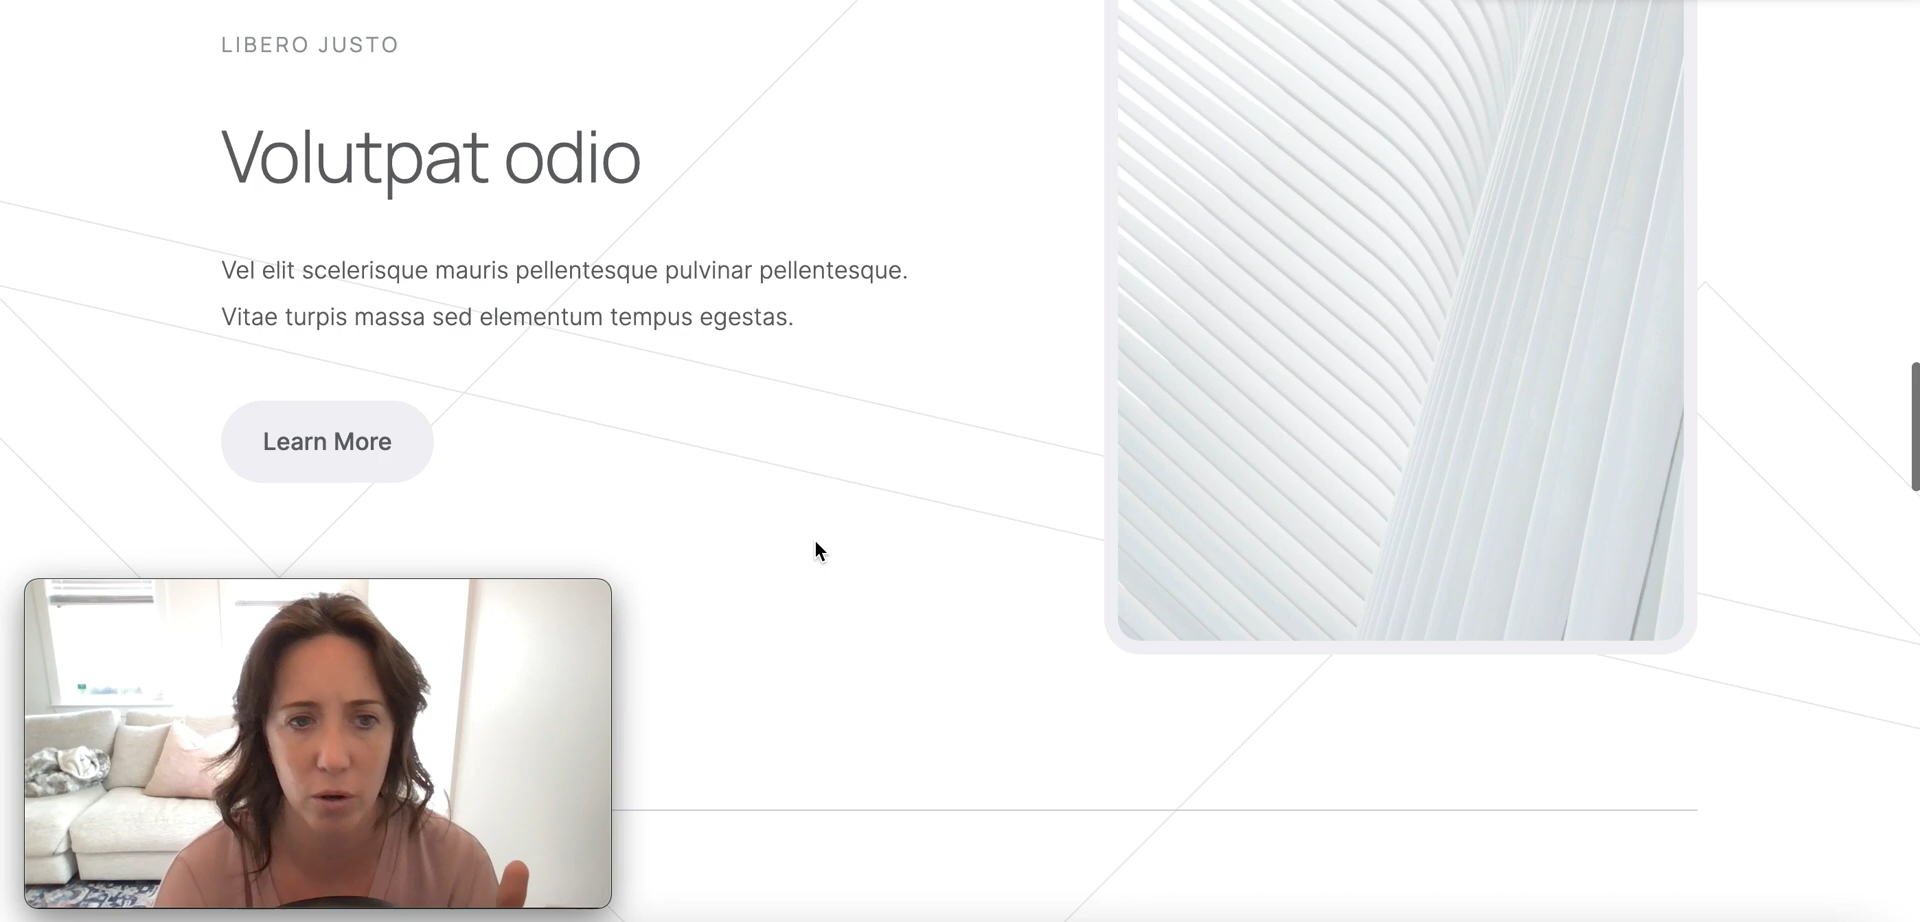 LIBERO JUSTO
Volutpat odio
Vel elit scelerisque mauris pellentesque pulvinar pellentesque.
Vitae turpis massa sed elementum tempus egestas.
Learn More